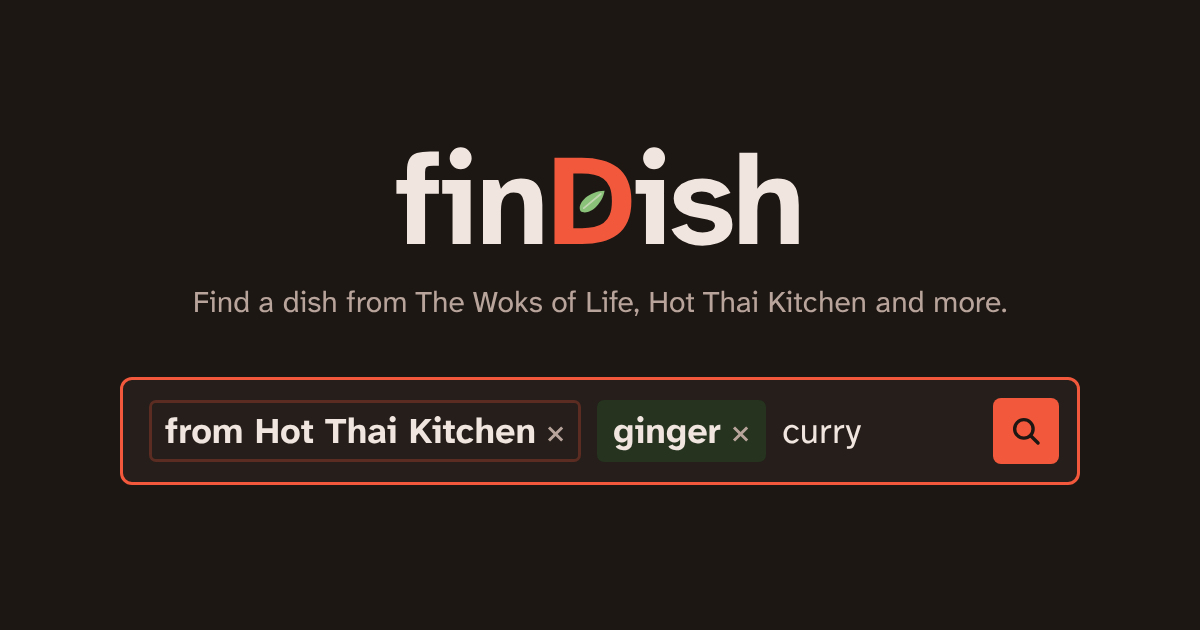 finDish
Find a dish from The Woks of Life, Hot Thai Kitchen and more.
from Hot Thai Kitchen × ginger × curry